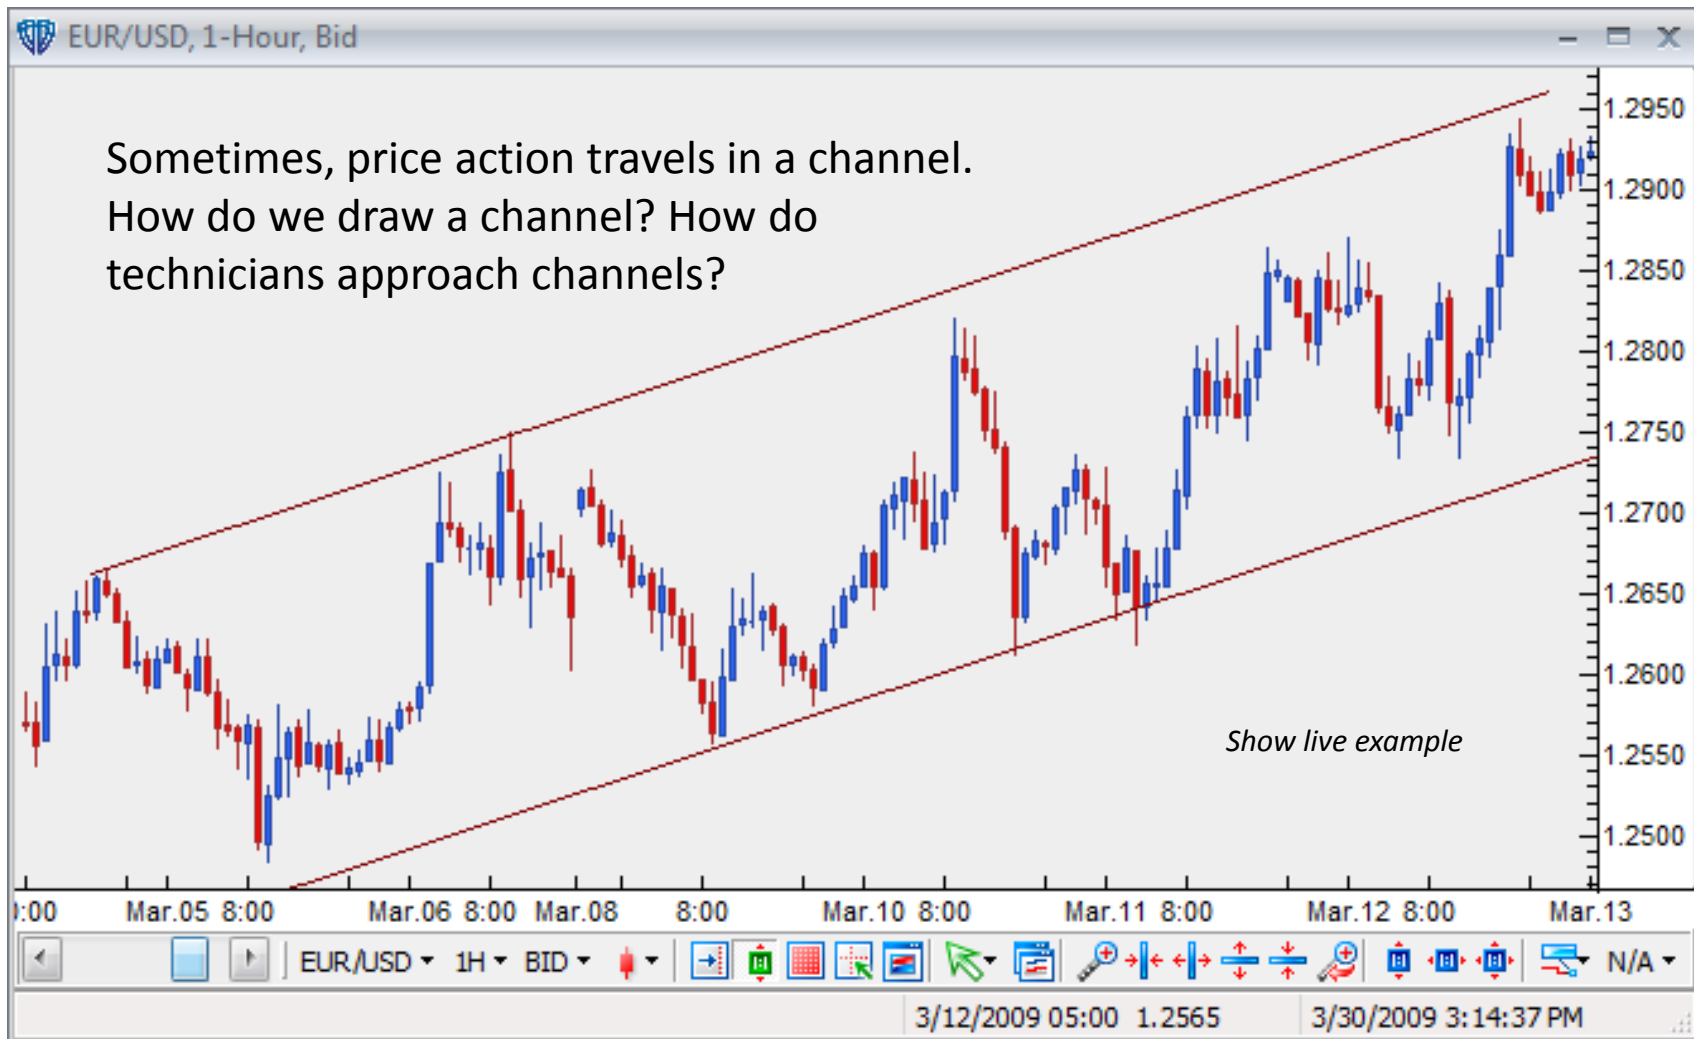 EUR/USD, 1-Hour, Bid
Sometimes, price action travels in a channel.
How do we draw a channel? How do
technicians approach channels?
1.2950
1.2900
1.2850
1.2800
1.2750
1.2700
1.2650
1.2600
1.2550
1.2500
Show live example
:00 Mar.05 8:00 Mar.06 8:00 Mar.08 8:00 Mar.10 8:00 Mar.11 8:00 Mar.12 8:00 Mar.13
EUR/USD 1H BID N/A
3/12/2009 05:00 1.2565 3/30/2009 3:14:37 PM